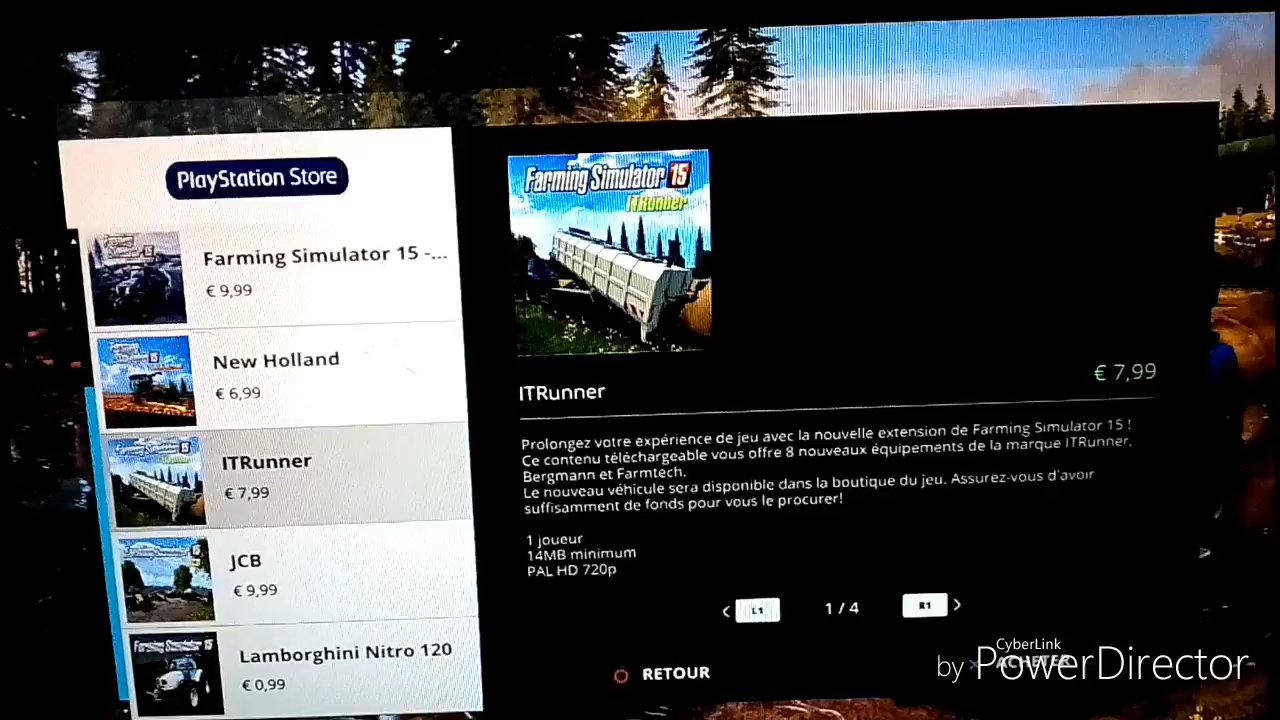 PlayStation Store
Farming Simulator 15 -...
€ 9,99
New Holland
€ 6,99
ITRunner
€ 7,99
JCB
€ 9,99
Lamborghini Nitro 120
€ 0,99
Farming Simulator 15
ITRunner
ITRunner
€ 7,99
Prolongez votre expérience de jeu avec la nouvelle extension de Farming Simulator 15 !
Ce contenu téléchargeable vous offre 8 nouveaux équipements de la marque ITRunner,
Bergmann et Farmtech.
Le nouveau véhicule sera disponible dans la boutique du jeu. Assurez-vous d'avoir
suffisamment de fonds pour vous le procurer!
1 joueur
14MB minimum
PAL HD 720p
< L1 1 / 4 R1 >
RETOUR
ACHETER
CyberLink
by PowerDirector